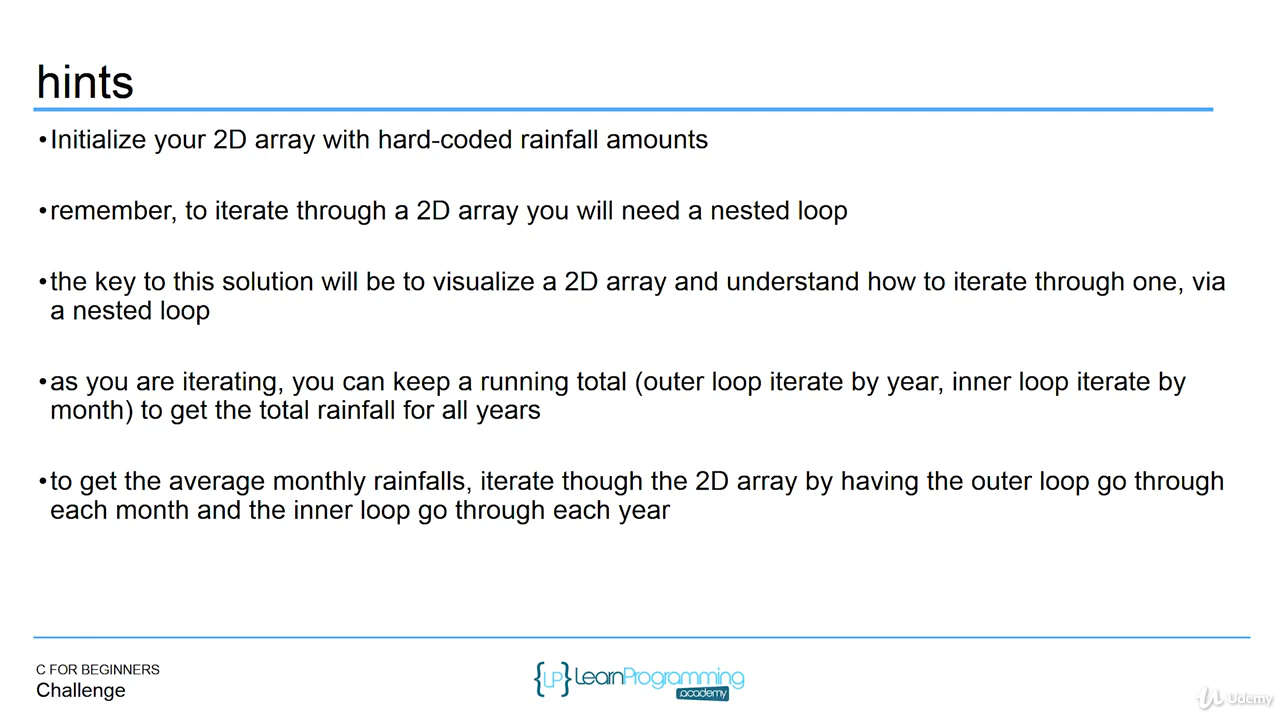 hints
•Initialize your 2D array with hard-coded rainfall amounts
•remember, to iterate through a 2D array you will need a nested loop
•the key to this solution will be to visualize a 2D array and understand how to iterate through one, via
a nested loop
•as you are iterating, you can keep a running total (outer loop iterate by year, inner loop iterate by
month) to get the total rainfall for all years
•to get the average monthly rainfalls, iterate though the 2D array by having the outer loop go through
each month and the inner loop go through each year
C FOR BEGINNERS
Challenge
{LP} LearnProgramming
.academy
Udemy